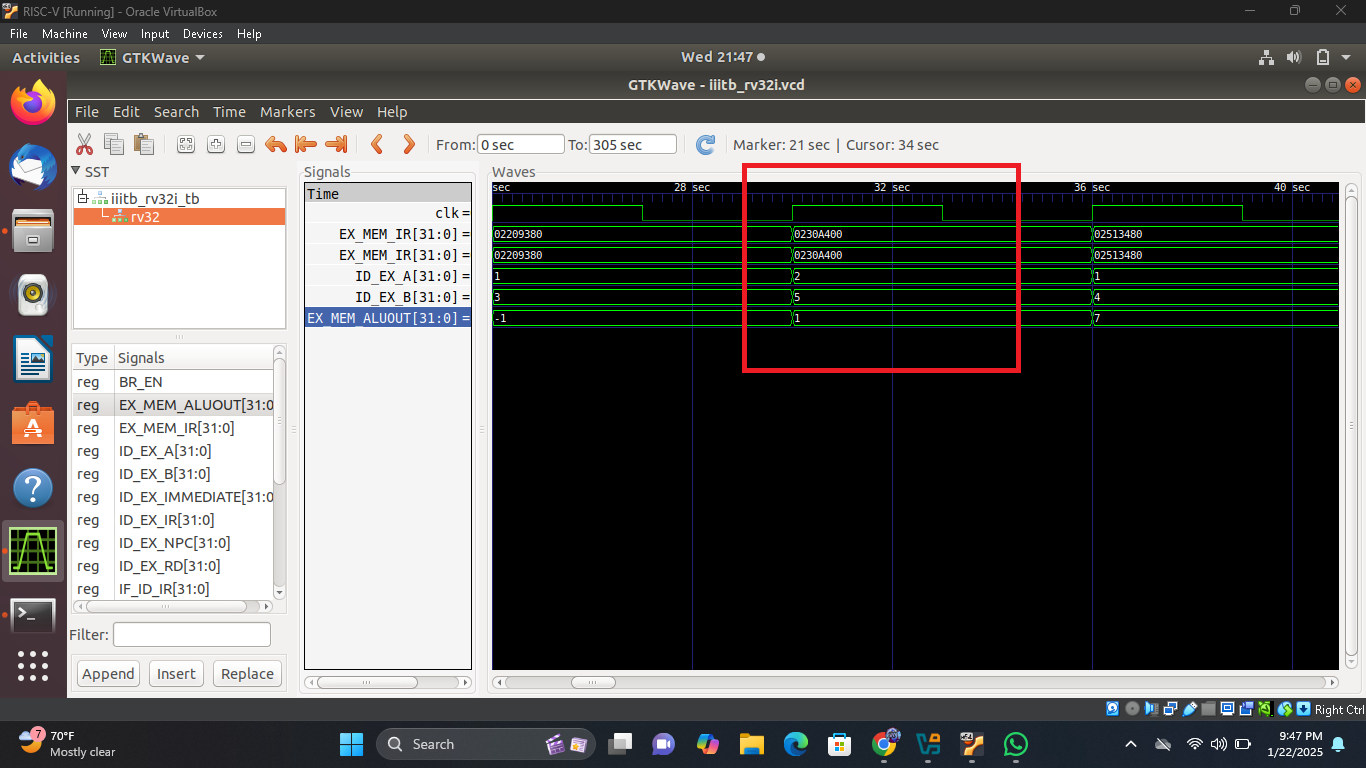 RISC-V [Running] - Oracle VirtualBox
File Machine View Input Devices Help
Activities GTKWave Wed 21:47
GTKWave - iiitb_rv32i.vcd
File Edit Search Time Markers View Help
From: 0 sec To: 305 sec Marker: 21 sec | Cursor: 34 sec
SST
iiitb_rv32i_tb
rv32
Type Signals
reg BR_EN
reg EX_MEM_ALUOUT[31:0
reg EX_MEM_IR[31:0]
reg ID_EX_A[31:0]
reg ID_EX_B[31:0]
reg ID_EX_IMMEDIATE[31:0
reg ID_EX_IR[31:0]
reg ID_EX_NPC[31:0]
reg ID_EX_RD[31:0]
reg IF_ID_IR[31:0]
Filter:
Append Insert Replace
Signals
Time
clk =
EX_MEM_IR[31:0] =
EX_MEM_IR[31:0] =
ID_EX_A[31:0] =
ID_EX_B[31:0] =
EX_MEM_ALUOUT[31:0] =
Waves
sec 28 sec 32 sec 36 sec 40 sec
02209380 0230A400 02513480
02209380 0230A400 02513480
1 2 1
3 5 4
-1 1 7
Right Ctrl
7
70°F
Mostly clear
Search
9:47 PM
1/22/2025